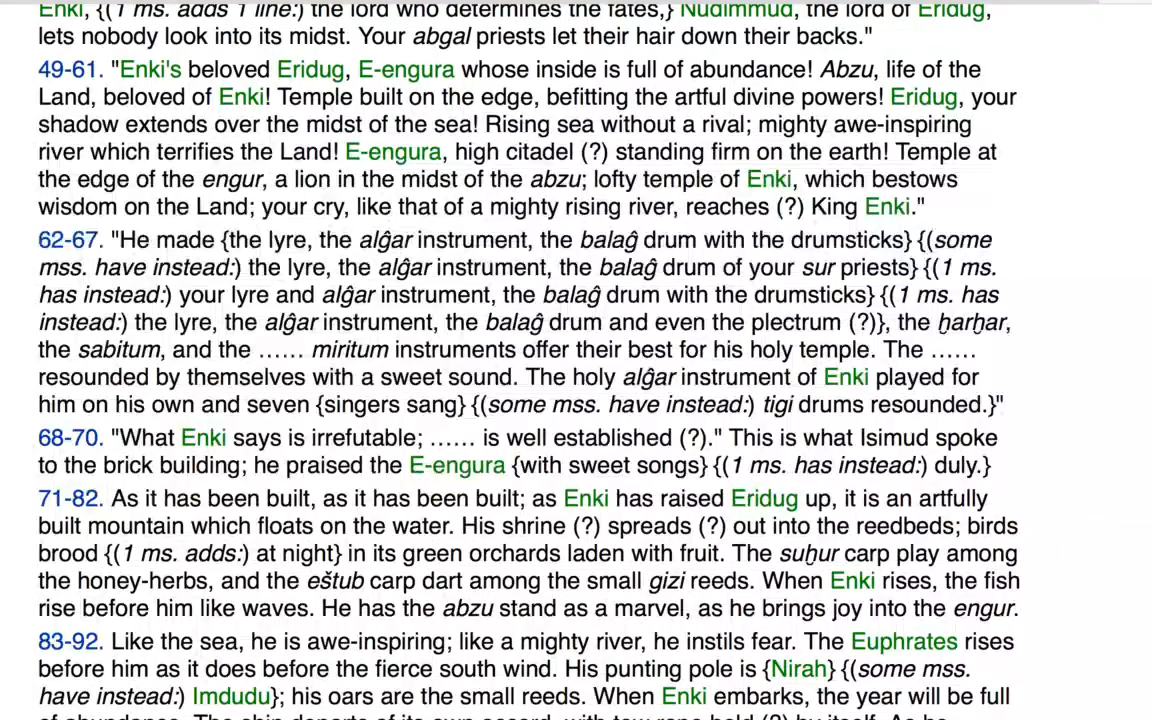 Enki, {(1 ms. adds 1 line:) the lord who determines the fates,} Nudimmud, the lord of Eridug,
lets nobody look into its midst. Your abgal priests let their hair down their backs."
49-61. "Enki's beloved Eridug, E-engura whose inside is full of abundance! Abzu, life of the
Land, beloved of Enki! Temple built on the edge, befitting the artful divine powers! Eridug, your
shadow extends over the midst of the sea! Rising sea without a rival; mighty awe-inspiring
river which terrifies the Land! E-engura, high citadel (?) standing firm on the earth! Temple at
the edge of the engur, a lion in the midst of the abzu; lofty temple of Enki, which bestows
wisdom on the Land; your cry, like that of a mighty rising river, reaches (?) King Enki."
62-67. "He made {the lyre, the alĝar instrument, the balaĝ drum with the drumsticks} {(some
mss. have instead:) the lyre, the alĝar instrument, the balaĝ drum of your sur priests} {(1 ms.
has instead:) your lyre and alĝar instrument, the balaĝ drum with the drumsticks} {(1 ms. has
instead:) the lyre, the alĝar instrument, the balaĝ drum and even the plectrum (?)}, the ḫarḫar,
the sabitum, and the ...... miritum instruments offer their best for his holy temple. The ......
resounded by themselves with a sweet sound. The holy alĝar instrument of Enki played for
him on his own and seven {singers sang} {(some mss. have instead:) tigi drums resounded.}"
68-70. "What Enki says is irrefutable; ...... is well established (?)." This is what Isimud spoke
to the brick building; he praised the E-engura {with sweet songs} {(1 ms. has instead:) duly.}
71-82. As it has been built, as it has been built; as Enki has raised Eridug up, it is an artfully
built mountain which floats on the water. His shrine (?) spreads (?) out into the reedbeds; birds
brood {(1 ms. adds:) at night} in its green orchards laden with fruit. The suḫur carp play among
the honey-herbs, and the eštub carp dart among the small gizi reeds. When Enki rises, the fish
rise before him like waves. He has the abzu stand as a marvel, as he brings joy into the engur.
83-92. Like the sea, he is awe-inspiring; like a mighty river, he instils fear. The Euphrates rises
before him as it does before the fierce south wind. His punting pole is {Nirah} {(some mss.
have instead:) Imdudu}; his oars are the small reeds. When Enki embarks, the year will be full
of abundance. The ship departs of its own accord, with tow rope held (?) by itself. As he